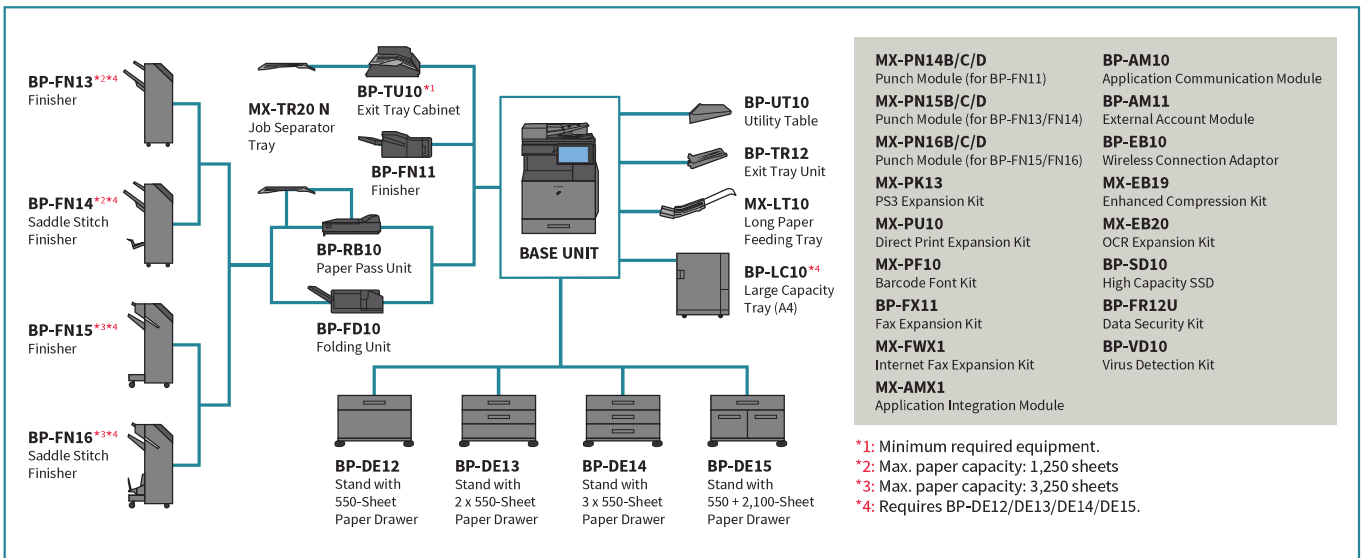 BP-FN13*2*4
Finisher
BP-FN14*2*4
Saddle Stitch
Finisher
BP-FN15*3*4
Finisher
BP-FN16*3*4
Saddle Stitch
Finisher
MX-TR20 N
Job Separator
Tray
BP-TU10*1
Exit Tray Cabinet
BP-FN11
Finisher
BP-RB10
Paper Pass Unit
BP-FD10
Folding Unit
BASE UNIT
BP-UT10
Utility Table
BP-TR12
Exit Tray Unit
MX-LT10
Long Paper
Feeding Tray
BP-LC10*4
Large Capacity
Tray (A4)
BP-DE12
Stand with
550-Sheet
Paper Drawer
BP-DE13
Stand with
2 x 550-Sheet
Paper Drawer
BP-DE14
Stand with
3 x 550-Sheet
Paper Drawer
BP-DE15
Stand with
550 + 2,100-Sheet
Paper Drawer
MX-PN14B/C/D
Punch Module (for BP-FN11)
MX-PN15B/C/D
Punch Module (for BP-FN13/FN14)
MX-PN16B/C/D
Punch Module (for BP-FN15/FN16)
MX-PK13
PS3 Expansion Kit
MX-PU10
Direct Print Expansion Kit
MX-PF10
Barcode Font Kit
BP-FX11
Fax Expansion Kit
MX-FWX1
Internet Fax Expansion Kit
MX-AMX1
Application Integration Module
BP-AM10
Application Communication Module
BP-AM11
External Account Module
BP-EB10
Wireless Connection Adaptor
MX-EB19
Enhanced Compression Kit
MX-EB20
OCR Expansion Kit
BP-SD10
High Capacity SSD
BP-FR12U
Data Security Kit
BP-VD10
Virus Detection Kit
*1: Minimum required equipment.
*2: Max. paper capacity: 1,250 sheets
*3: Max. paper capacity: 3,250 sheets
*4: Requires BP-DE12/DE13/DE14/DE15.